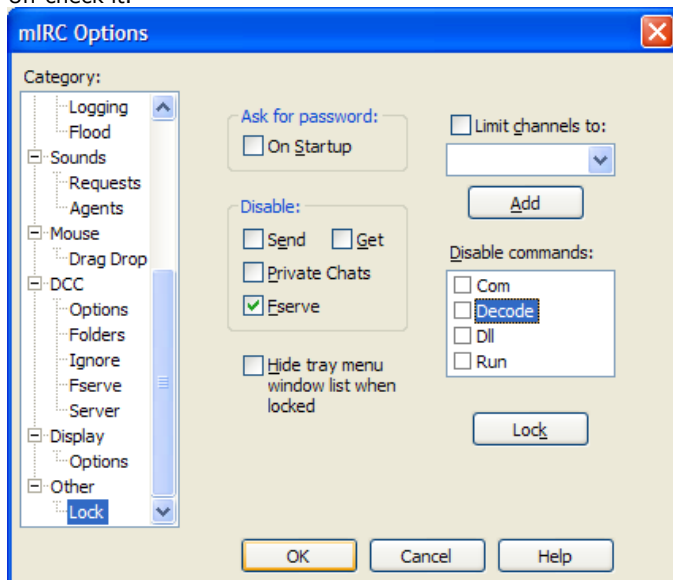 un-check it.
mIRC Options
Category:
Logging
Flood
Sounds
Requests
Agents
Mouse
Drag Drop
DCC
Options
Folders
Ignore
Fserve
Server
Display
Options
Other
Lock
Ask for password:
On Startup
Disable:
Send Get
Private Chats
Fserve
Hide tray menu
window list when
locked
Limit channels to:
Add
Disable commands:
Com
Decode
Dll
Run
Lock
OK Cancel Help